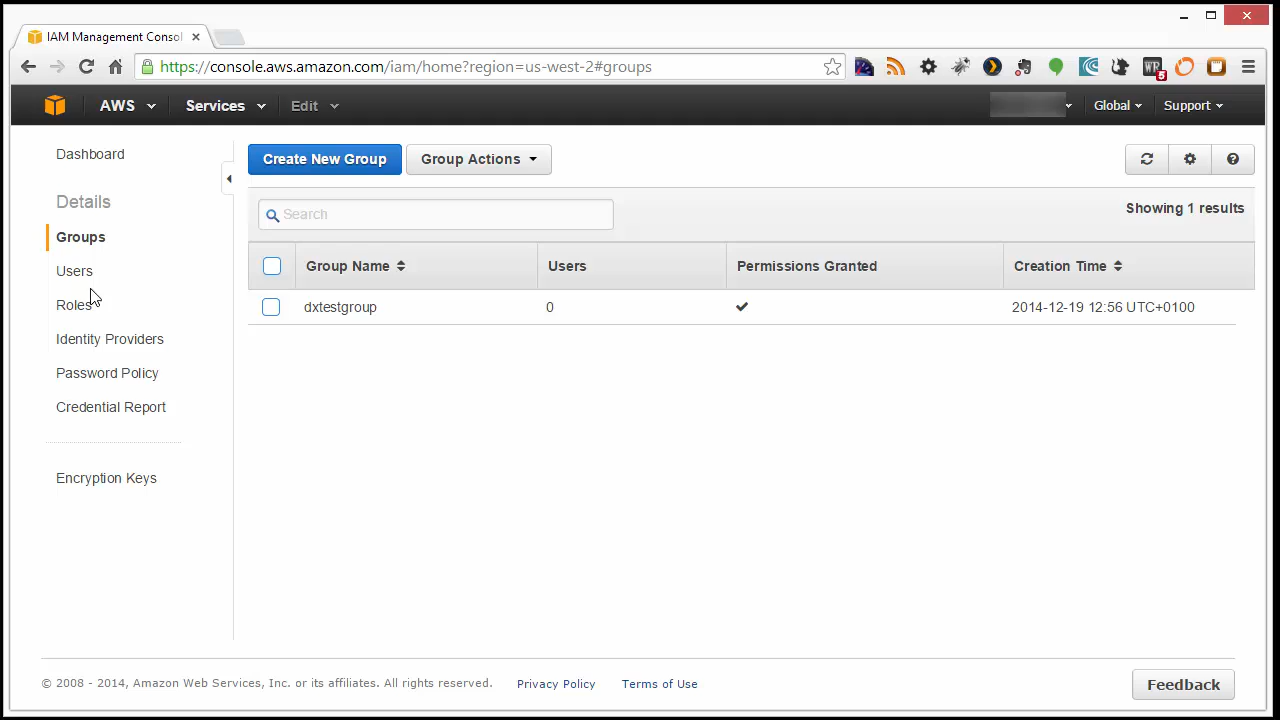 IAM Management Consol
https://console.aws.amazon.com/iam/home?region=us-west-2#groups
WR
5
AWS Services Edit Global Support
Dashboard
Details
Groups
Users
Roles
Identity Providers
Password Policy
Credential Report
Encryption Keys
Create New Group Group Actions
Search
Showing 1 results
Group Name Users Permissions Granted Creation Time
dxtestgroup 0 2014-12-19 12:56 UTC+0100
© 2008 - 2014, Amazon Web Services, Inc. or its affiliates. All rights reserved. Privacy Policy Terms of Use
Feedback